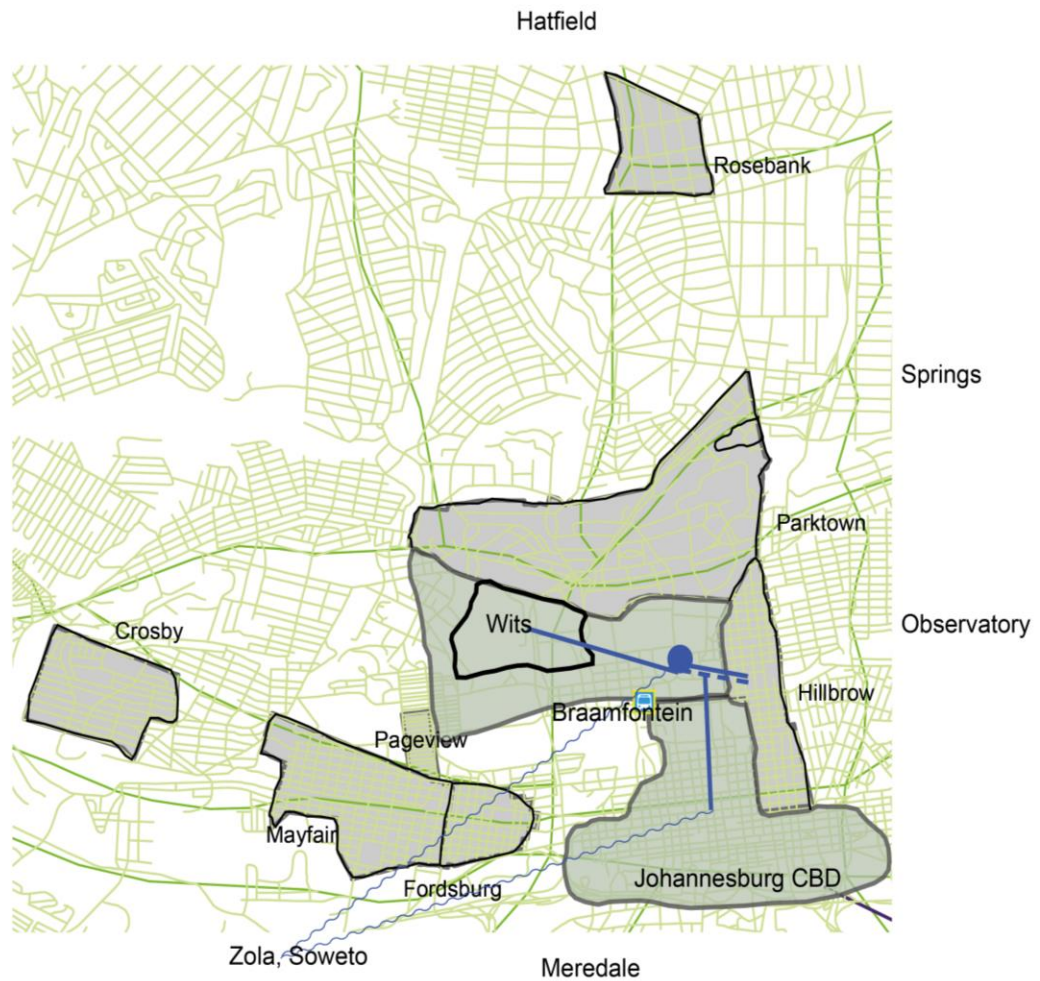 Hatfield
Rosebank
Springs
Parktown
Wits
Observatory
Crosby
Hillbrow
Braamfontein
Pageview
Mayfair
Johannesburg CBD
Fordsburg
Zola, Soweto
Meredale